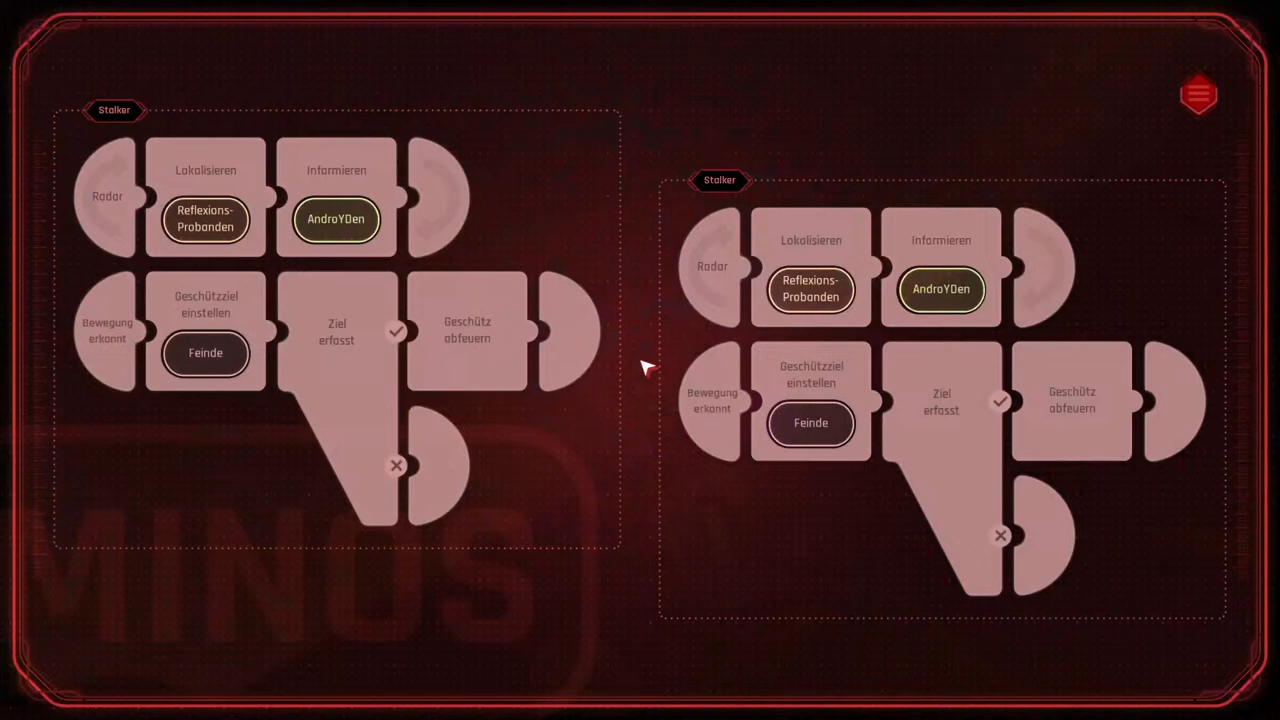 Stalker
Radar
Lokalisieren
Reflexions-
Probanden
Informieren
AndroYDen
Bewegung
erkannt
Geschützziel
einstellen
Feinde
Ziel
erfasst
Geschütz
abfeuern
Stalker
Radar
Lokalisieren
Reflexions-
Probanden
Informieren
AndroYDen
Bewegung
erkannt
Geschützziel
einstellen
Feinde
Ziel
erfasst
Geschütz
abfeuern
MINOS